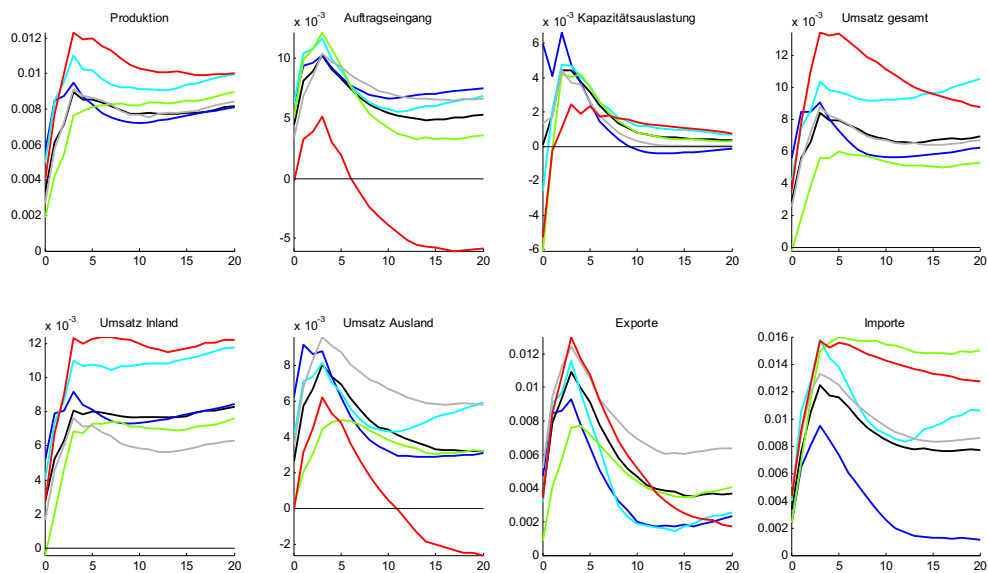 Produktion
0.012
0.01
0.008
0.006
0.004
0.002
0
0 5 10 15 20
Auftragseingang
x 10⁻³
10
5
0
-5
0 5 10 15 20
Kapazitätsauslastung
x 10⁻³
6
4
2
0
-2
-4
-6
0 5 10 15 20
Umsatz gesamt
x 10⁻³
12
10
8
6
4
2
0
0 5 10 15 20
Umsatz Inland
x 10⁻³
12
10
8
6
4
2
0
0 5 10 15 20
Umsatz Ausland
x 10⁻³
8
6
4
2
0
-2
0 5 10 15 20
Exporte
0.012
0.01
0.008
0.006
0.004
0.002
0
0 5 10 15 20
Importe
0.016
0.014
0.012
0.01
0.008
0.006
0.004
0.002
0
0 5 10 15 20